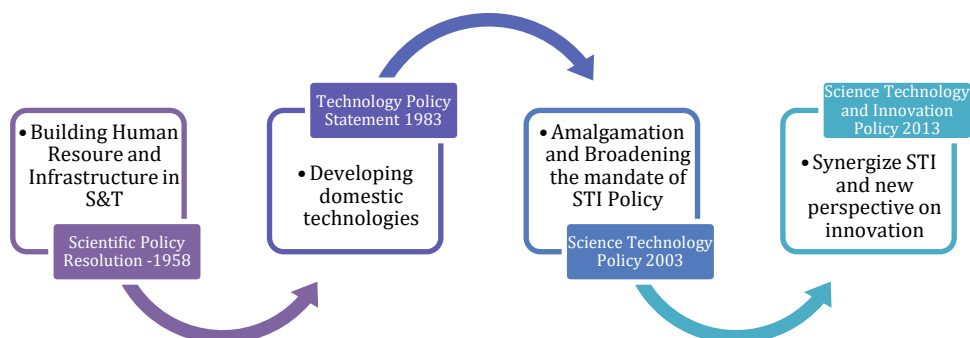 • Building Human
Resoure and
Infrastructure in
S&T
Scientific Policy
Resolution -1958
Technology Policy
Statement 1983
• Developing
domestic
technologies
• Amalgamation
and Broadening
the mandate of
STI Policy
Science Technology
Policy 2003
Science Technology
and Innovation
Policy 2013
• Synergize STI
and new
perspective on
innovation